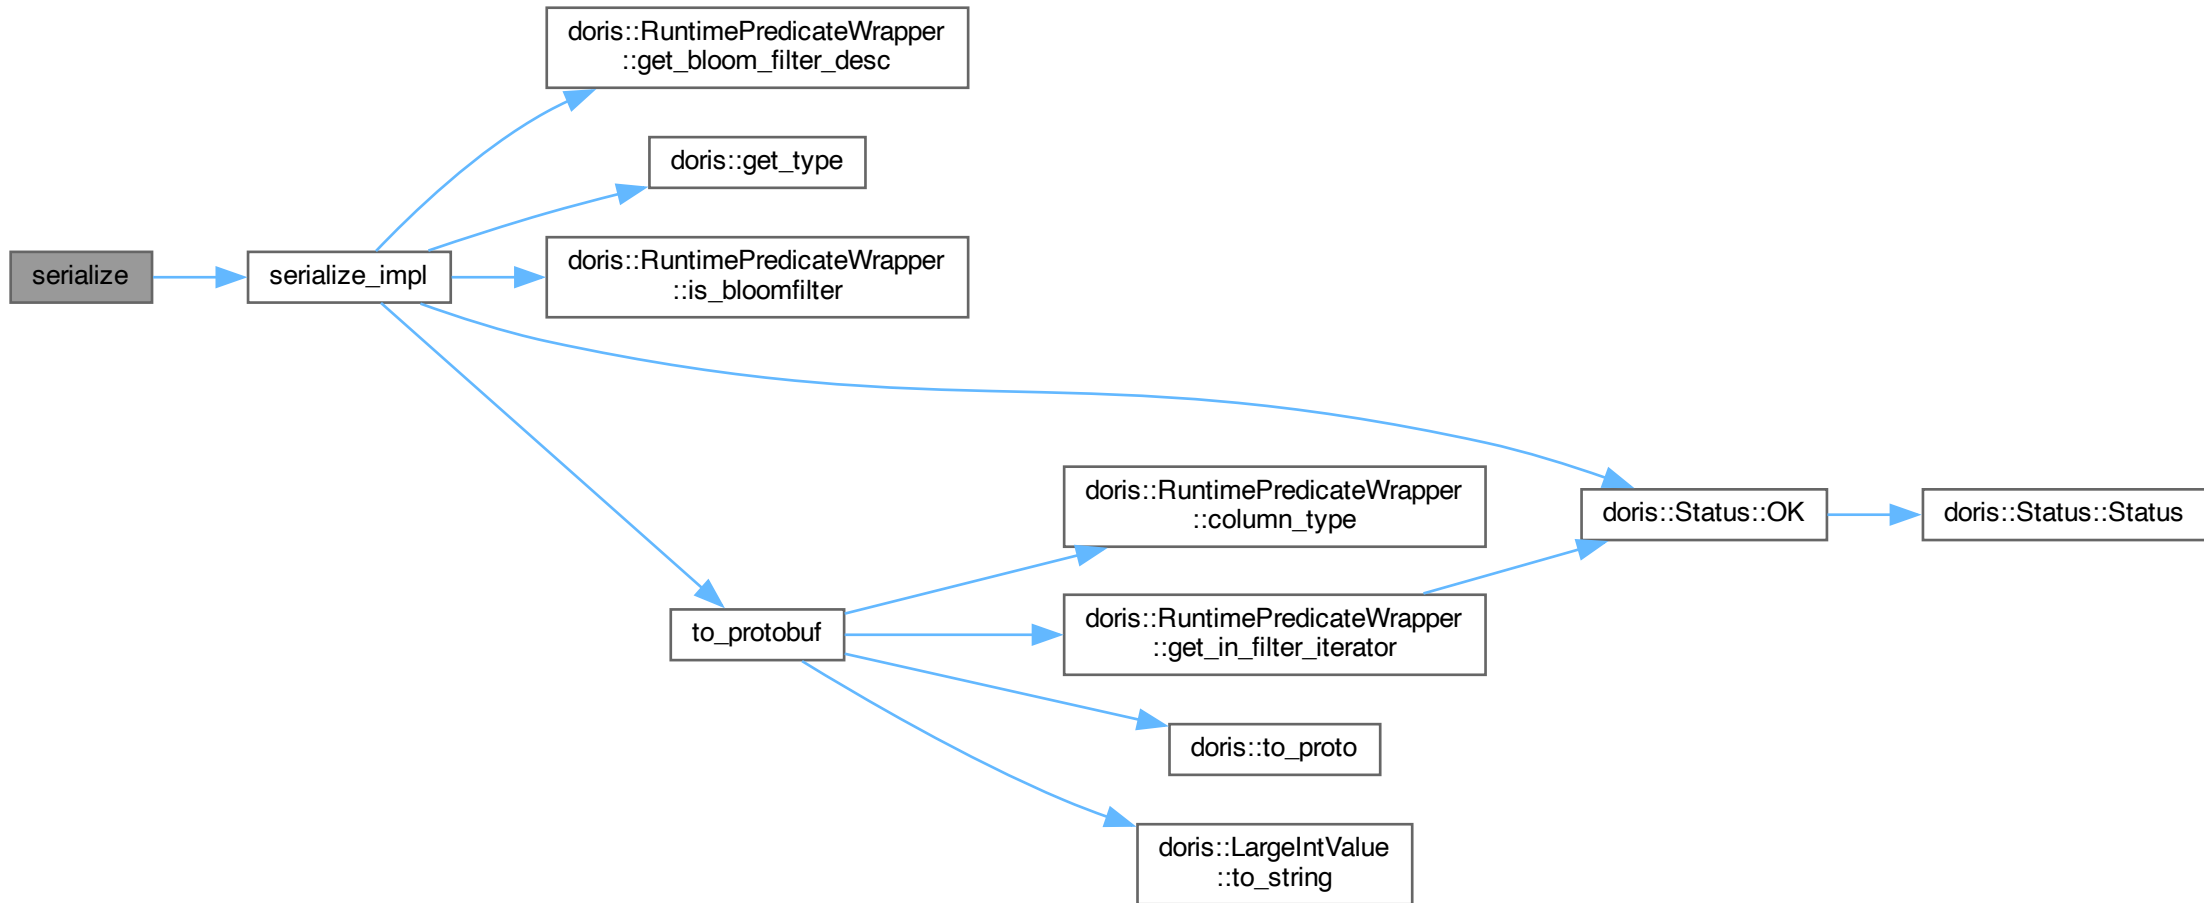 doris::RuntimePredicateWrapper
::get_bloom_filter_desc
doris::get_type
serialize
serialize_impl
doris::RuntimePredicateWrapper
::is_bloomfilter
doris::RuntimePredicateWrapper
::column_type
doris::Status::OK
doris::Status::Status
to_protobuf
doris::RuntimePredicateWrapper
::get_in_filter_iterator
doris::to_proto
doris::LargeIntValue
::to_string